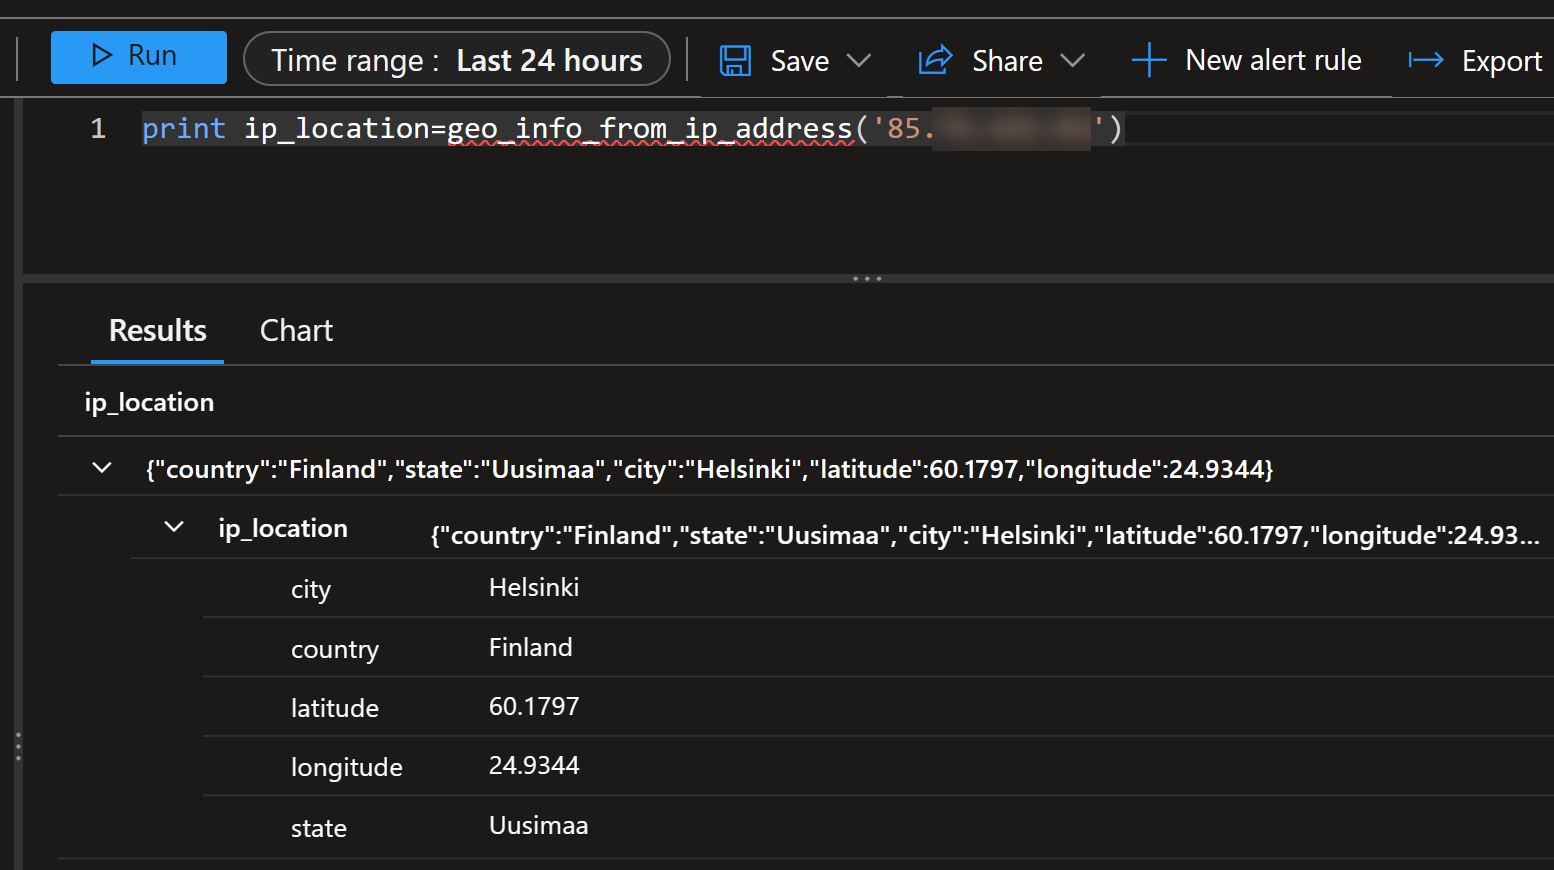 Run Time range : Last 24 hours Save Share New alert rule Export
1 print ip_location=geo_info_from_ip_address('85. ')
Results Chart
ip_location
{"country":"Finland","state":"Uusimaa","city":"Helsinki","latitude":60.1797,"longitude":24.9344}
ip_location {"country":"Finland","state":"Uusimaa","city":"Helsinki","latitude":60.1797,"longitude":24.93...
city Helsinki
country Finland
latitude 60.1797
longitude 24.9344
state Uusimaa